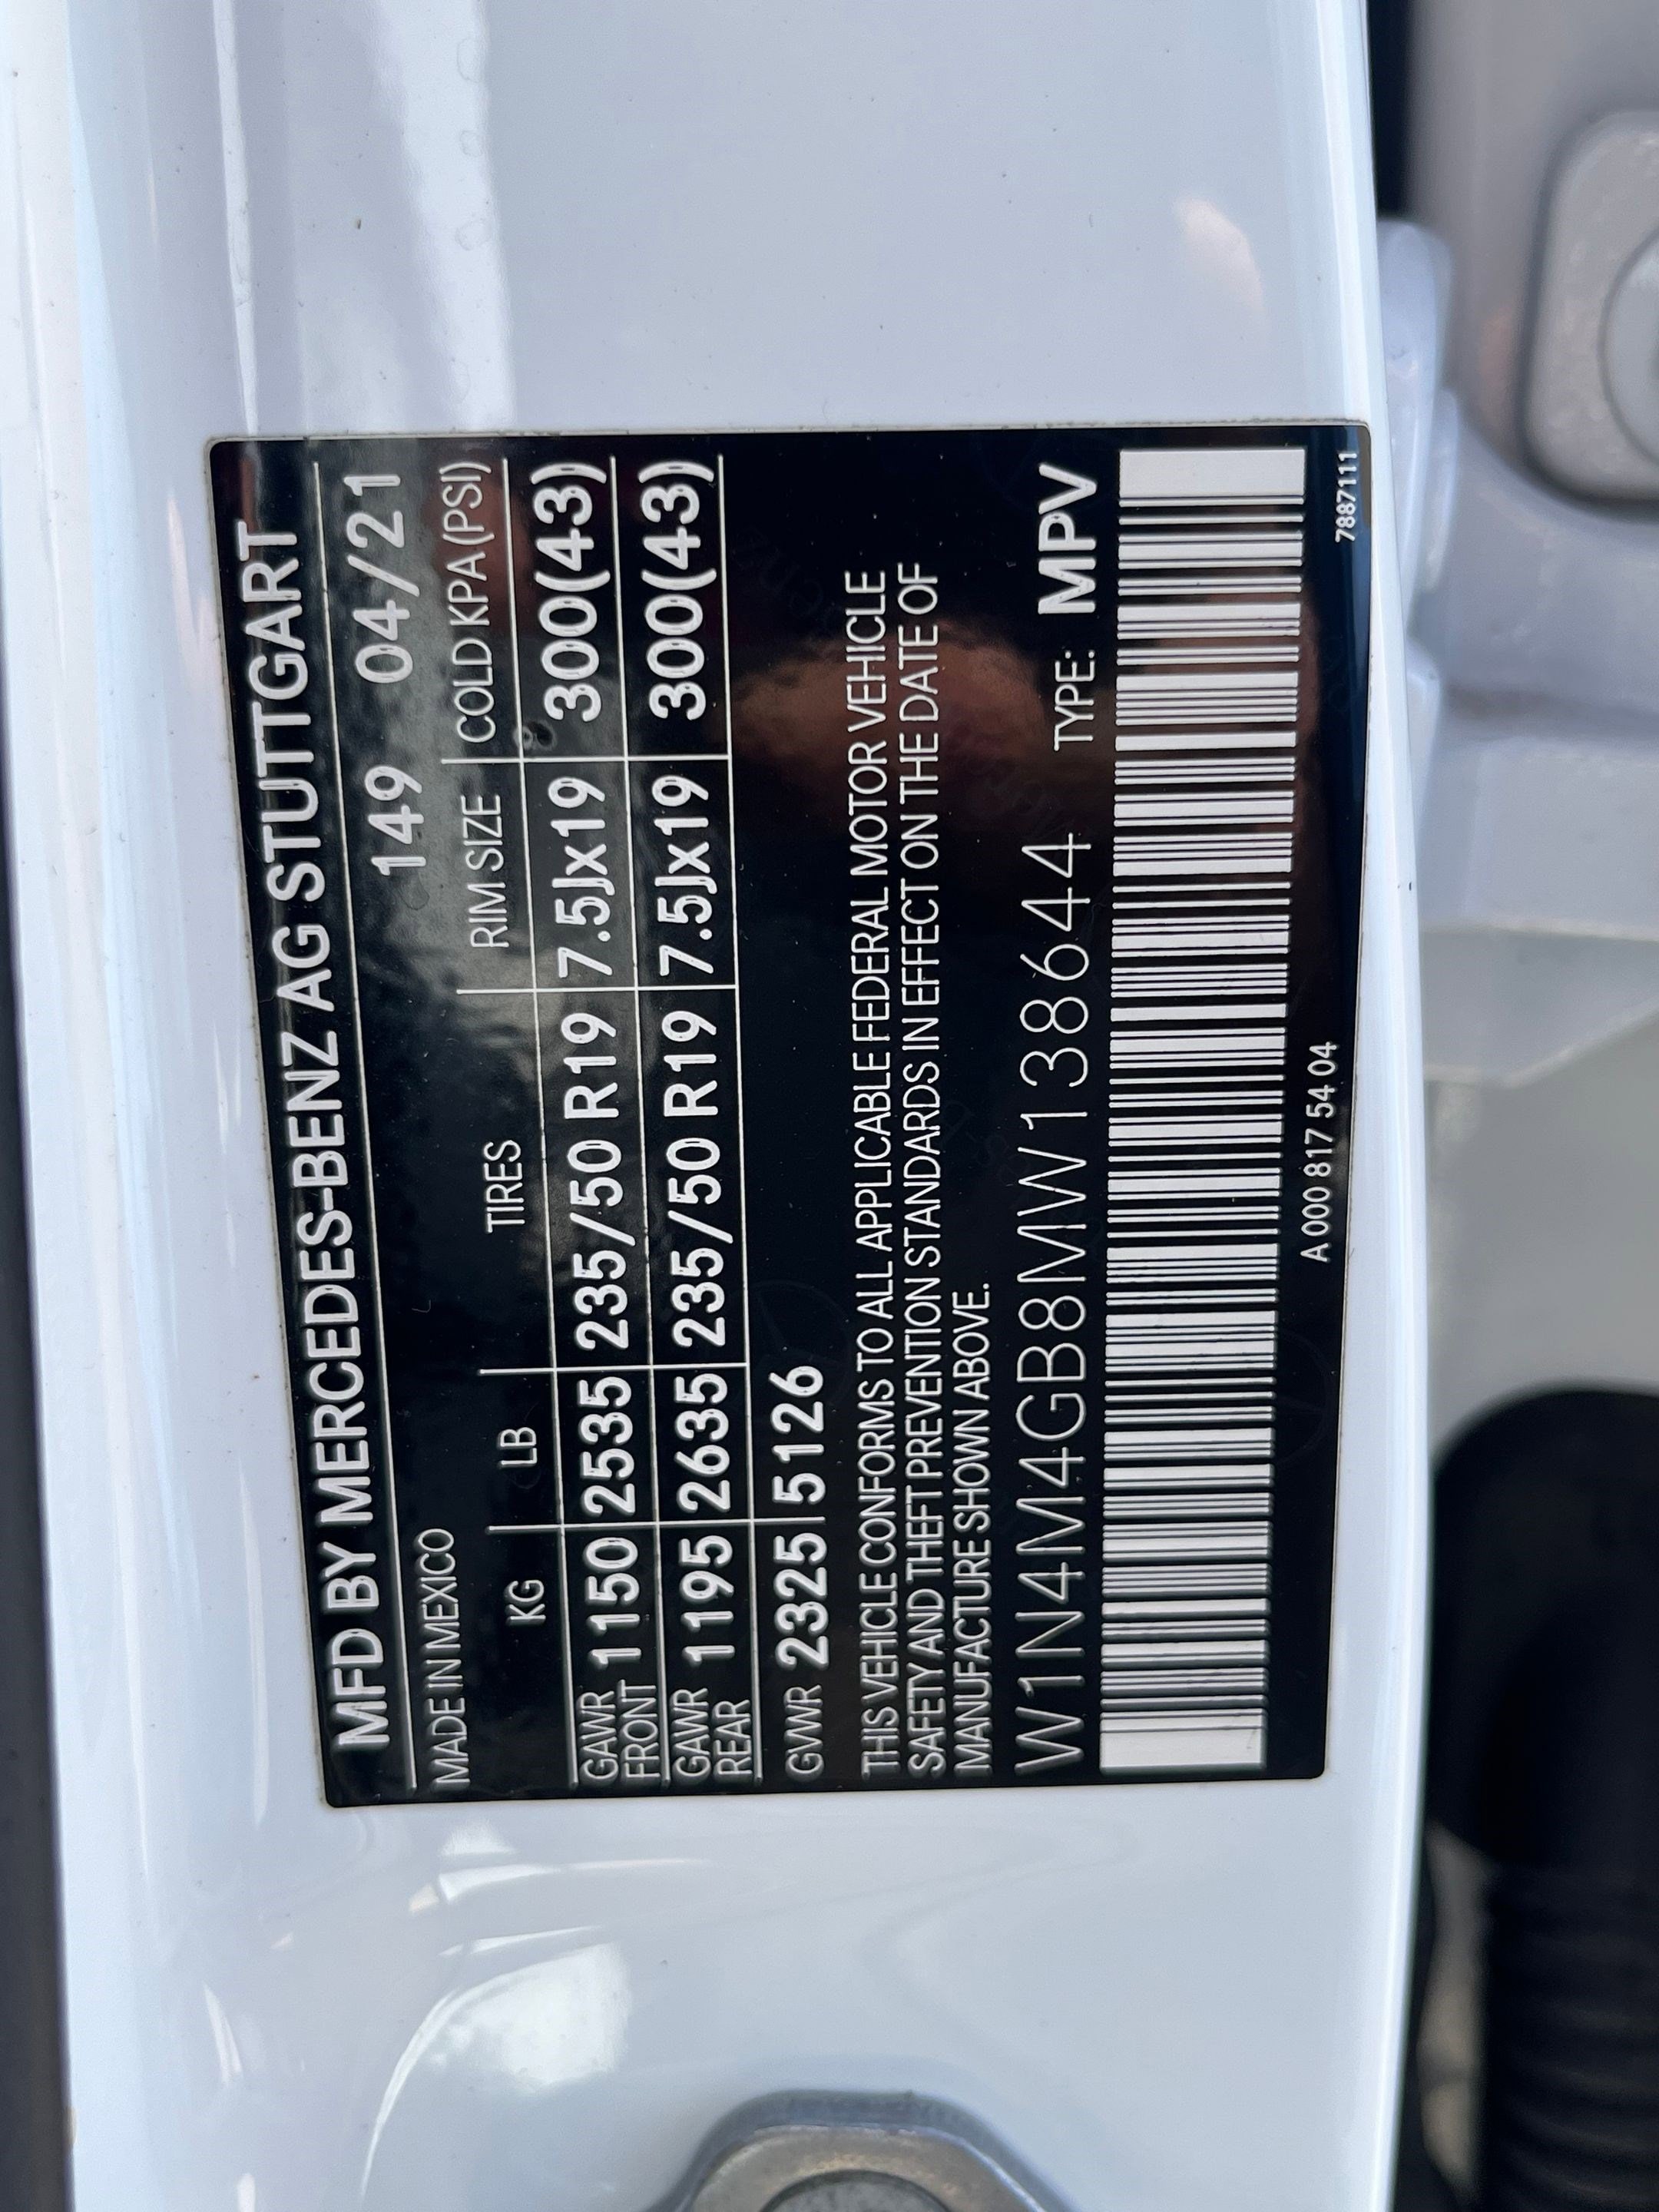 MFD BY MERCEDES-BENZ AG STUTTGART
MADE IN MEXICO 149 04/21
KG LB TIRES RIM SIZE COLD KPA (PSI)
GAWR FRONT 1150 2535 235/50 R19 7.5Jx19 300(43)
GAWR REAR 1195 2635 235/50 R19 7.5Jx19 300(43)
GVWR 2325 5126
THIS VEHICLE CONFORMS TO ALL APPLICABLE FEDERAL MOTOR VEHICLE
SAFETY AND THEFT PREVENTION STANDARDS IN EFFECT ON THE DATE OF
MANUFACTURE SHOWN ABOVE.
W1N4M4GB8MW138644 TYPE: MPV
A 000 817 54 04 7887111